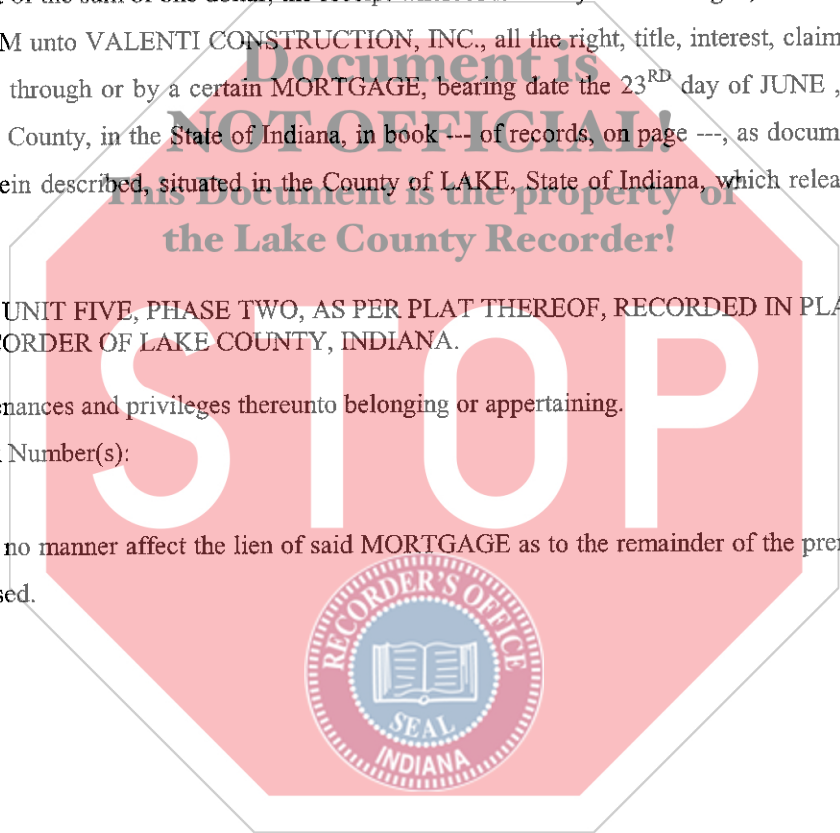 of the sum of one dollar, the receipt whereof
M unto VALENTI CONSTRUCTION, INC., all the right, title, interest, claim
Document is
through or by a certain MORTGAGE, bearing date the 23RD day of JUNE ,
NOT OFFICIAL!
County, in the State of Indiana, in book --- of records, on page ---, as docum
This Document is the property of
ein described, situated in the County of LAKE, State of Indiana, which relea
the Lake County Recorder!
UNIT FIVE, PHASE TWO, AS PER PLAT THEREOF, RECORDED IN PLA
CORDER OF LAKE COUNTY, INDIANA.
STOP
enances and privileges thereunto belonging or appertaining.
Number(s):
no manner affect the lien of said MORTGAGE as to the remainder of the pre
sed.
RECORDER'S OFFICE
SEAL
INDIANA